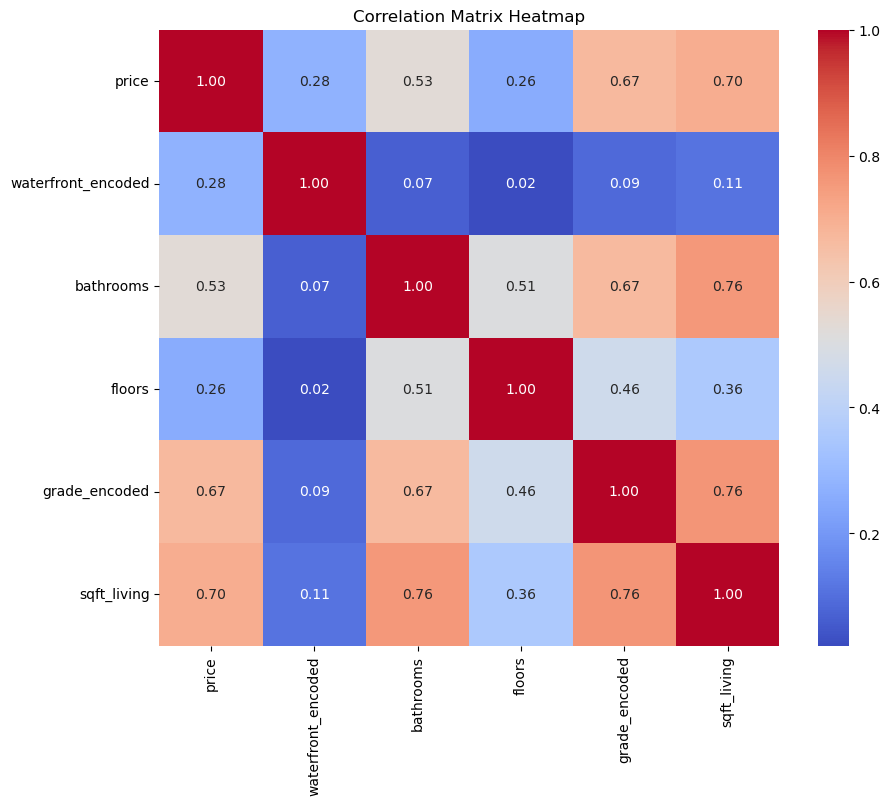 Correlation Matrix Heatmap
price 1.00 0.28 0.53 0.26 0.67 0.70
waterfront_encoded 0.28 1.00 0.07 0.02 0.09 0.11
bathrooms 0.53 0.07 1.00 0.51 0.67 0.76
floors 0.26 0.02 0.51 1.00 0.46 0.36
grade_encoded 0.67 0.09 0.67 0.46 1.00 0.76
sqft_living 0.70 0.11 0.76 0.36 0.76 1.00
price
waterfront_encoded
bathrooms
floors
grade_encoded
sqft_living
1.0
0.8
0.6
0.4
0.2